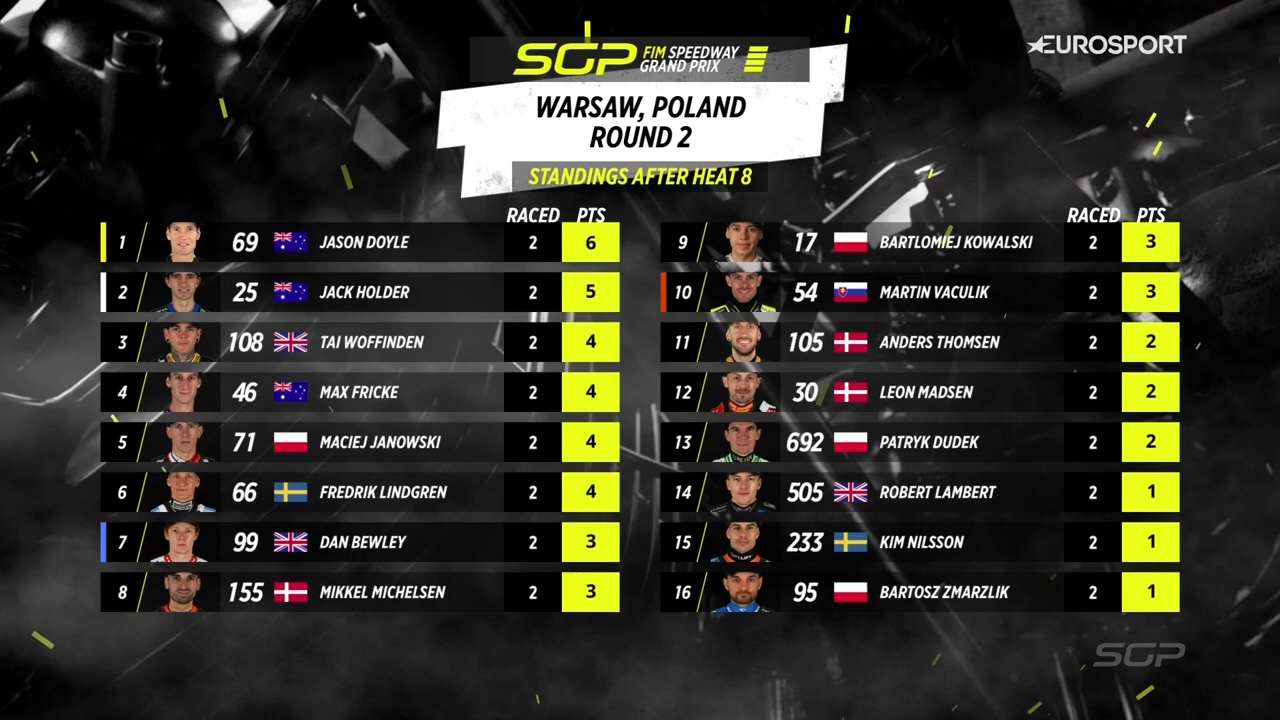 SGP FIM SPEEDWAY
GRAND PRIX
EUROSPORT
WARSAW, POLAND
ROUND 2
STANDINGS AFTER HEAT 8
RACED PTS
1 69 JASON DOYLE 2 6
2 25 JACK HOLDER 2 5
3 108 TAI WOFFINDEN 2 4
4 46 MAX FRICKE 2 4
5 71 MACIEJ JANOWSKI 2 4
6 66 FREDRIK LINDGREN 2 4
7 99 DAN BEWLEY 2 3
8 155 MIKKEL MICHELSEN 2 3
RACED PTS
9 17 BARTLOMIEJ KOWALSKI 2 3
10 54 MARTIN VACULIK 2 3
11 105 ANDERS THOMSEN 2 2
12 30 LEON MADSEN 2 2
13 692 PATRYK DUDEK 2 2
14 505 ROBERT LAMBERT 2 1
15 233 KIM NILSSON 2 1
16 95 BARTOSZ ZMARZLIK 2 1
SGP